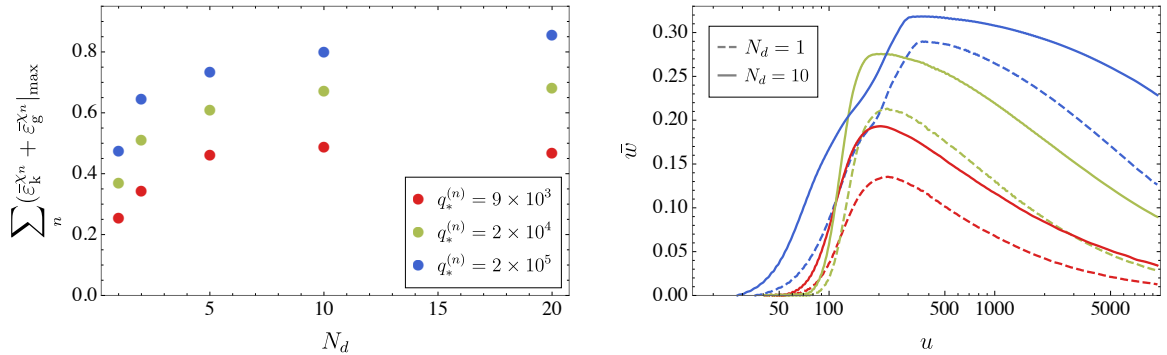 0.8
0.6
0.4
0.2
0.0
0
5
10
15
20
N_d
∑_n (ε̄_k^{χ_n} + ε̄_g^{χ_n}|_max
q_*^{(n)} = 9 × 10^3
q_*^{(n)} = 2 × 10^4
q_*^{(n)} = 2 × 10^5
0.30
0.25
0.20
0.15
0.10
0.05
0.00
50
100
500
1000
5000
u
w̄
N_d = 1
N_d = 10